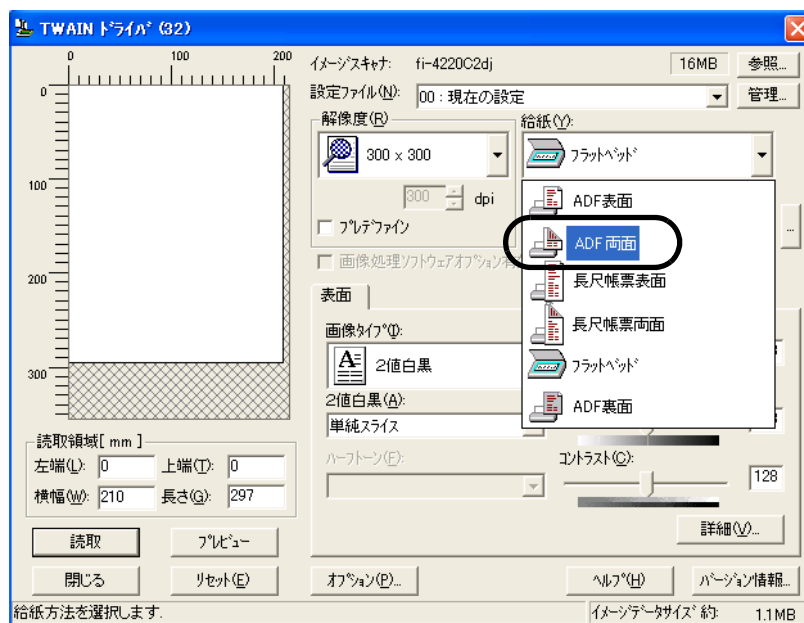 TWAIN ﾄﾞﾗｲﾊﾞ (32)
0 100 200
0
100
200
300
ｲﾒｰｼﾞｽｷｬﾅ: fi-4220C2dj 16MB 参照...
設定ﾌｧｲﾙ(N): 00 : 現在の設定 管理...
解像度(R)
300 × 300
300 dpi
ﾌﾟﾚﾃﾞﾌｧｲﾝ
画像処理ｿﾌﾄｳｪｱｵﾌﾟｼｮﾝ
給紙(Y):
ﾌﾗｯﾄﾍﾞｯﾄﾞ
ADF表面
ADF両面
長尺帳票表面
長尺帳票両面
ﾌﾗｯﾄﾍﾞｯﾄﾞ
ADF裏面
...
表面
画像ﾀｲﾌﾟ(I):
2値白黒
2値白黒(A):
単純ｽﾗｲｽ
ﾊｰﾌﾄｰﾝ(F):
ｺﾝﾄﾗｽﾄ(C):
128
詳細(V)...
読取領域[ mm ]
左端(L): 0 上端(T): 0
横幅(W): 210 長さ(G): 297
読取 ﾌﾟﾚﾋﾞｭｰ
閉じる ﾘｾｯﾄ(E) ｵﾌﾟｼｮﾝ(P)... ﾍﾙﾌﾟ(H) ﾊﾞｰｼﾞｮﾝ情報...
給紙方法を選択します. ｲﾒｰｼﾞﾃﾞｰﾀｻｲｽﾞ 約: 1.1MB